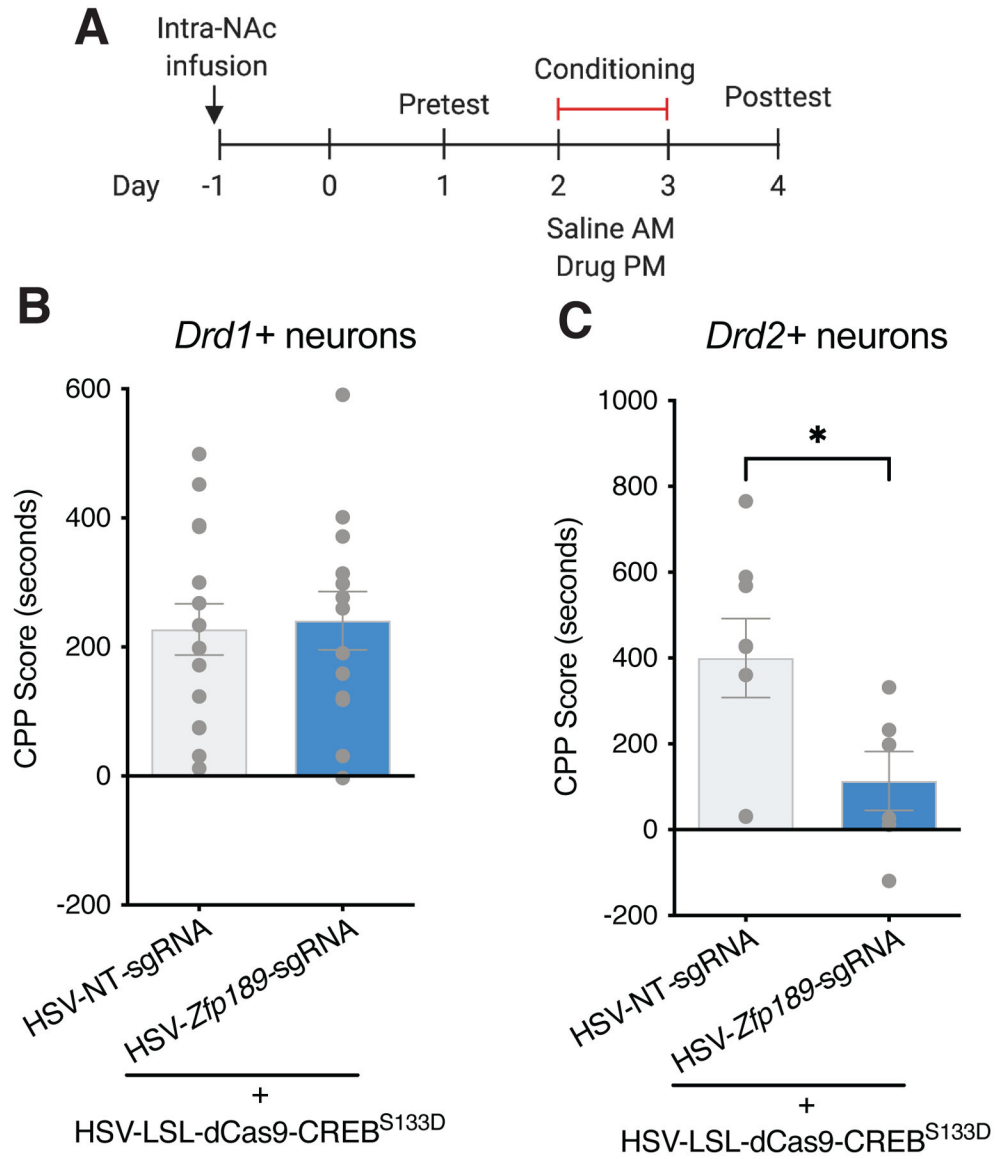 A
Intra-NAc
infusion
Pretest
Conditioning
Posttest
Day -1 0 1 2 3 4
Saline AM
Drug PM
B
Drd1+ neurons
CPP Score (seconds)
600
400
200
0
-200
HSV-NT-sgRNA
HSV-Zfp189-sgRNA
+
HSV-LSL-dCas9-CREBS133D
C
Drd2+ neurons
*
CPP Score (seconds)
1000
800
600
400
200
0
-200
HSV-NT-sgRNA
HSV-Zfp189-sgRNA
+
HSV-LSL-dCas9-CREBS133D